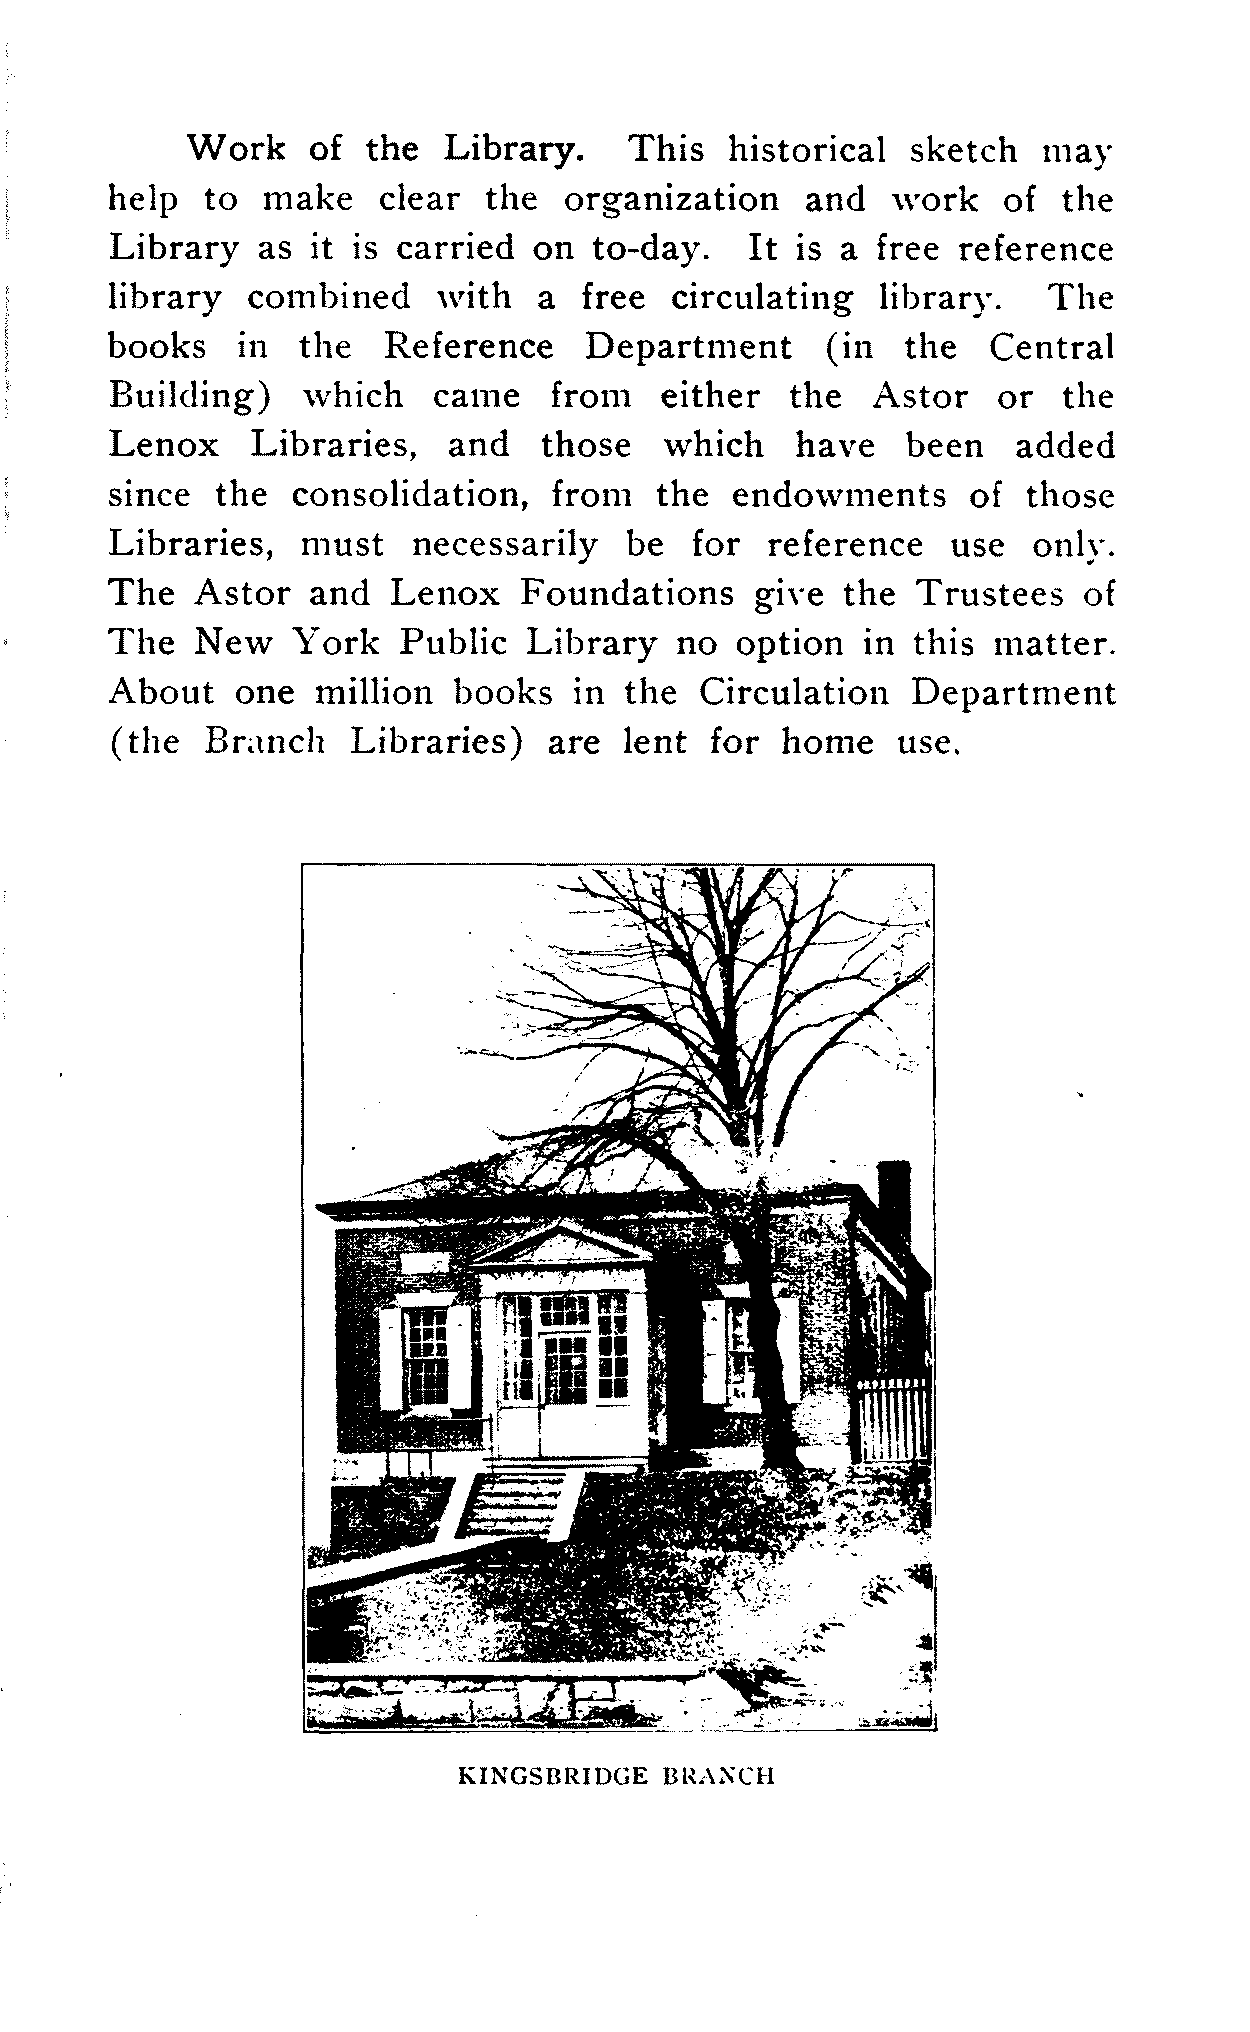 Work of the Library. This historical sketch may
help to make clear the organization and work of the
Library as it is carried on to-day. It is a free reference
library combined with a free circulating library. The
books in the Reference Department (in the Central
Building) which came from either the Astor or the
Lenox Libraries, and those which have been added
since the consolidation, from the endowments of those
Libraries, must necessarily be for reference use only.
The Astor and Lenox Foundations give the Trustees of
The New York Public Library no option in this matter.
About one million books in the Circulation Department
(the Branch Libraries) are lent for home use.
KINGSBRIDGE BRANCH